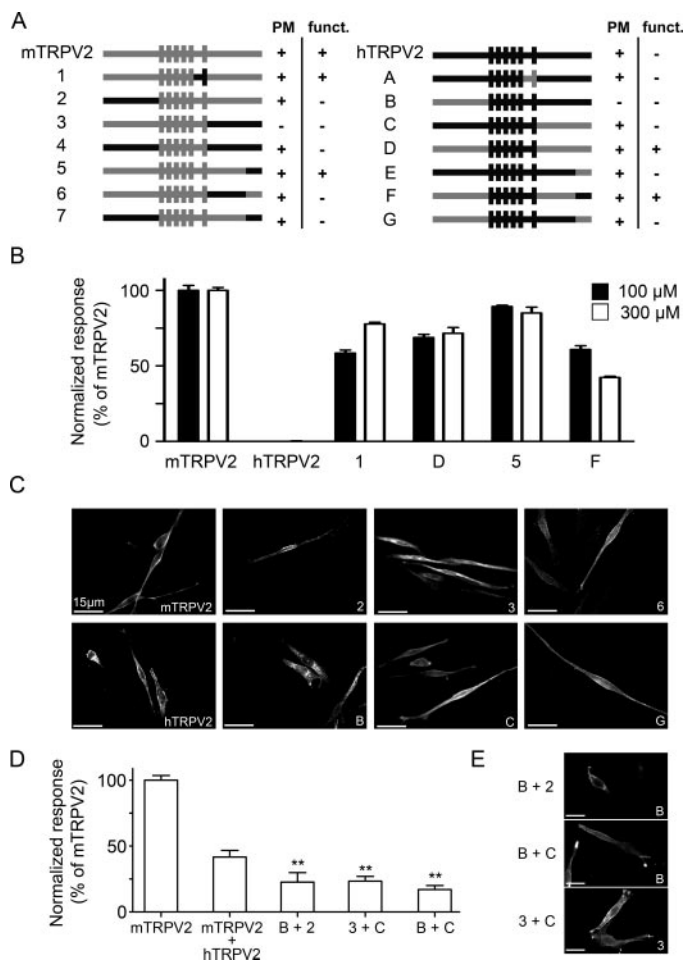 A
PM funct. PM funct.
mTRPV2 + + hTRPV2 + -
1 + + A + -
2 + - B - -
3 - - C + -
4 + - D + +
5 + + E + -
6 + - F + +
7 + - G + -
B
Normalized response
(% of mTRPV2)
100
50
0
100 µM
300 µM
mTRPV2 hTRPV2 1 D 5 F
C
15µm
mTRPV2 2 3 6
hTRPV2 B C G
D
Normalized response
(% of mTRPV2)
100
50
0
** ** **
mTRPV2 mTRPV2 + hTRPV2 B + 2 3 + C B + C
E
B + 2 B
B + C B
3 + C 3